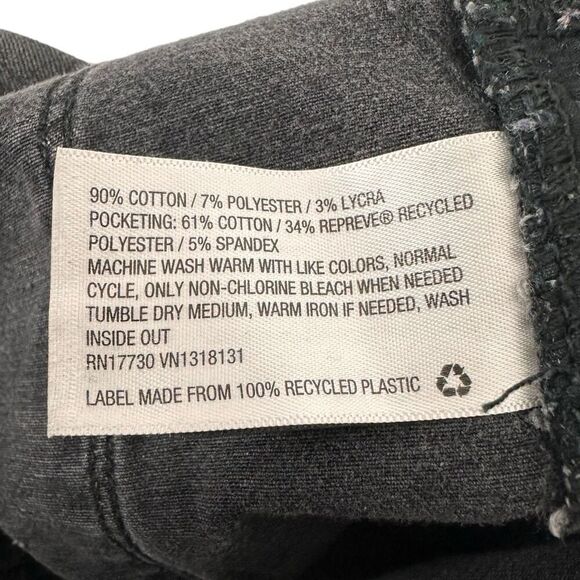 90% COTTON / 7% POLYESTER / 3% LYCRA
POCKETING: 61% COTTON / 34% REPREVE® RECYCLED
POLYESTER / 5% SPANDEX
MACHINE WASH WARM WITH LIKE COLORS, NORMAL
CYCLE, ONLY NON-CHLORINE BLEACH WHEN NEEDED
TUMBLE DRY MEDIUM, WARM IRON IF NEEDED, WASH
INSIDE OUT
RN17730 VN1318131
LABEL MADE FROM 100% RECYCLED PLASTIC